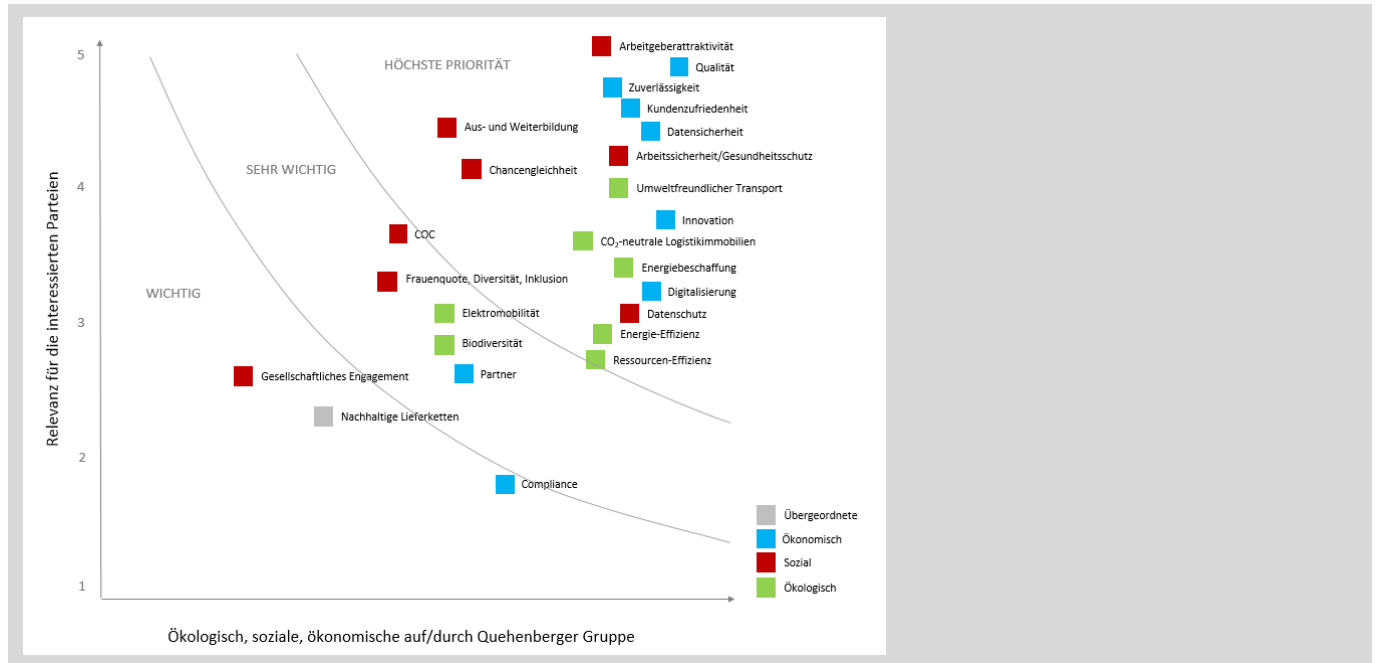 5
Arbeitgeberattraktivität
HÖCHSTE PRIORITÄT
Qualität
Zuverlässigkeit
Kundenzufriedenheit
Aus- und Weiterbildung
Datensicherheit
Arbeitssicherheit/Gesundheitsschutz
SEHR WICHTIG
Chancengleichheit
4
Umweltfreundlicher Transport
Innovation
COC
CO₂-neutrale Logistikimmobilien
Energiebeschaffung
Frauenquote, Diversität, Inklusion
WICHTIG
Digitalisierung
Elektromobilität
Datenschutz
3
Energie-Effizienz
Biodiversität
Ressourcen-Effizienz
Partner
Gesellschaftliches Engagement
Nachhaltige Lieferketten
2
Compliance
Relevanz für die interessierten Parteien
Übergeordnete
Ökonomisch
Sozial
Ökologisch
1
Ökologisch, soziale, ökonomische auf/durch Quehenberger Gruppe